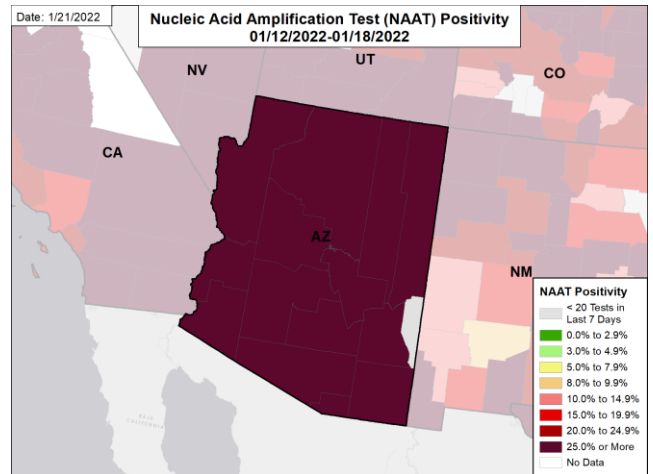 Date: 1/21/2022
Nucleic Acid Amplification Test (NAAT) Positivity
01/12/2022-01/18/2022
NV
UT
CO
CA
AZ
NM
BAJA
CALIFORNIA
NAAT Positivity
< 20 Tests in
Last 7 Days
0.0% to 2.9%
3.0% to 4.9%
5.0% to 7.9%
8.0% to 9.9%
10.0% to 14.9%
15.0% to 19.9%
20.0% to 24.9%
25.0% or More
No Data